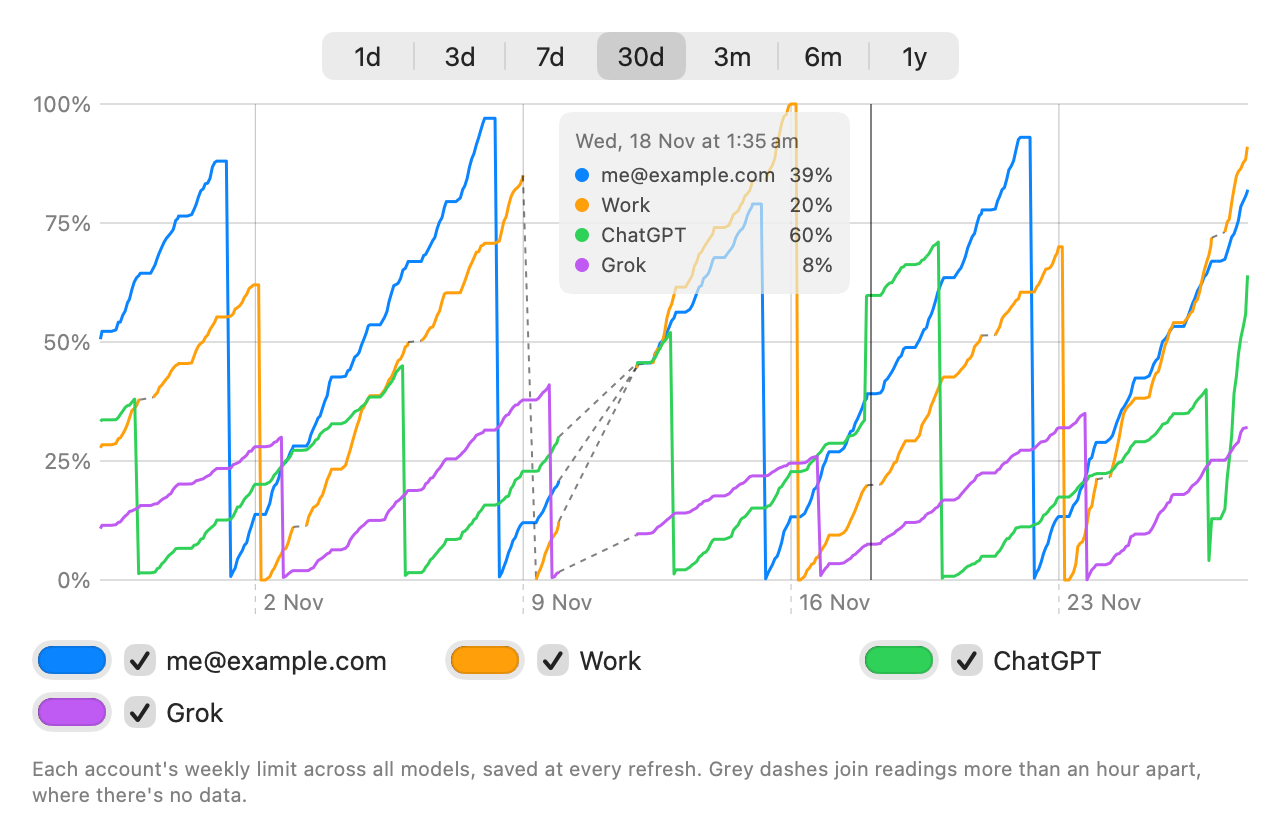 1d 3d 7d 30d 3m 6m 1y
100%
75%
50%
25%
0%
Wed, 18 Nov at 1:35 am
me@example.com 39%
Work 20%
ChatGPT 60%
Grok 8%
2 Nov 9 Nov 16 Nov 23 Nov
me@example.com Work ChatGPT
Grok
Each account's weekly limit across all models, saved at every refresh. Grey dashes join readings more than an hour apart,
where there's no data.